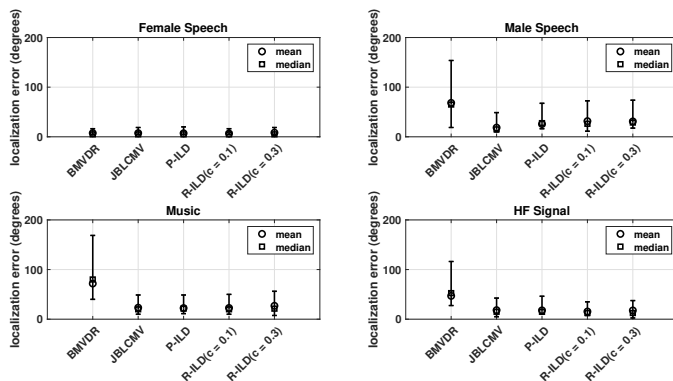 Female Speech
localization error (degrees)
200
100
0
mean
median
BMVDR
JBLCMV
P-ILD
R-ILD(c = 0.1)
R-ILD(c = 0.3)
Male Speech
localization error (degrees)
200
100
0
mean
median
BMVDR
JBLCMV
P-ILD
R-ILD(c = 0.1)
R-ILD(c = 0.3)
Music
localization error (degrees)
200
100
0
mean
median
BMVDR
JBLCMV
P-ILD
R-ILD(c = 0.1)
R-ILD(c = 0.3)
HF Signal
localization error (degrees)
200
100
0
mean
median
BMVDR
JBLCMV
P-ILD
R-ILD(c = 0.1)
R-ILD(c = 0.3)